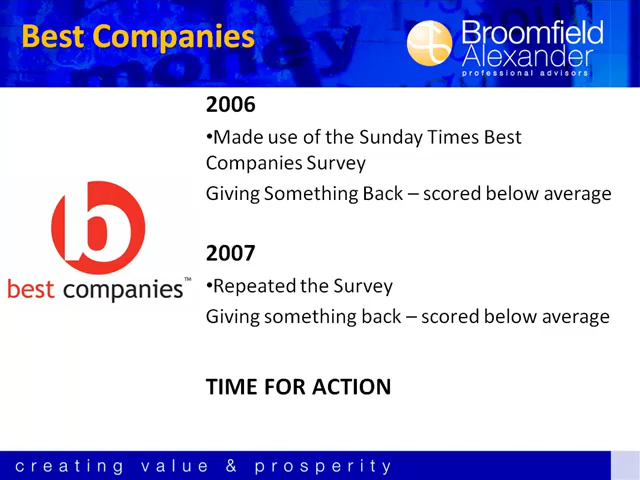 Best Companies
Broomfield
Alexander
professional advisors
2006
•Made use of the Sunday Times Best
Companies Survey
Giving Something Back – scored below average
b
best companies™
2007
•Repeated the Survey
Giving something back – scored below average
TIME FOR ACTION
creating value & prosperity